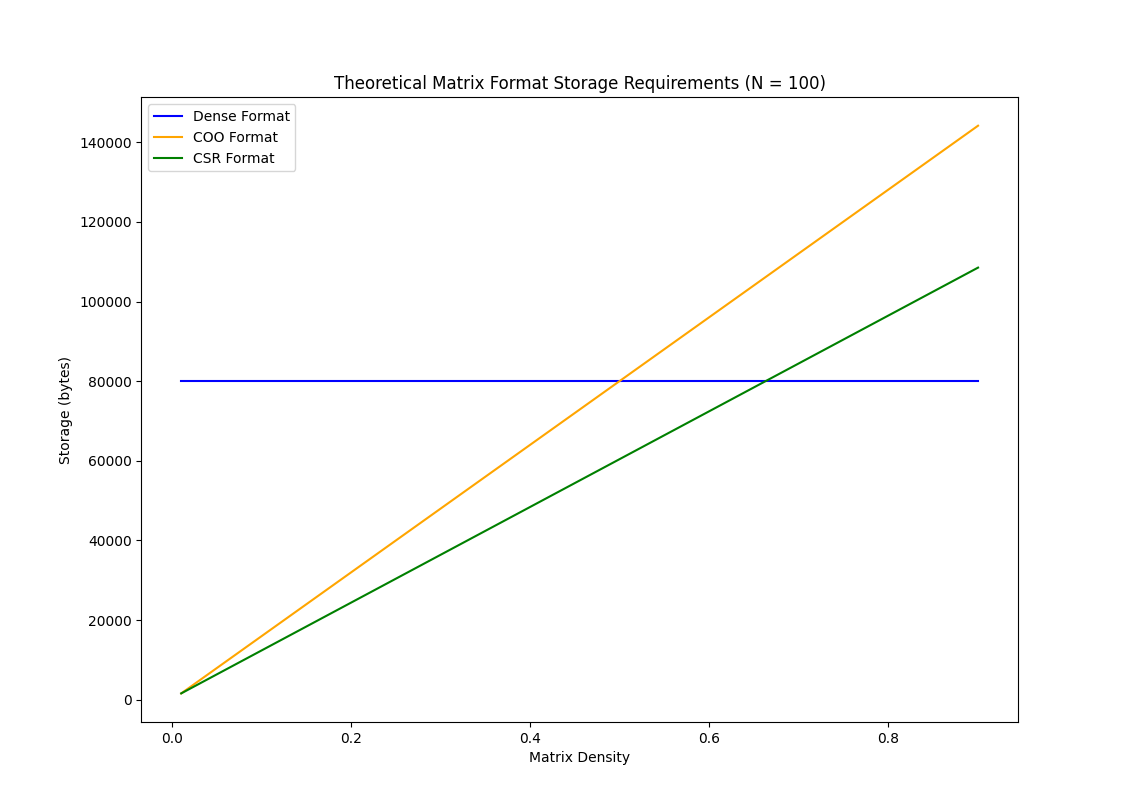 Theoretical Matrix Format Storage Requirements (N = 100)
Dense Format
COO Format
CSR Format
140000
120000
100000
80000
60000
40000
20000
0
Storage (bytes)
0.0
0.2
0.4
0.6
0.8
Matrix Density